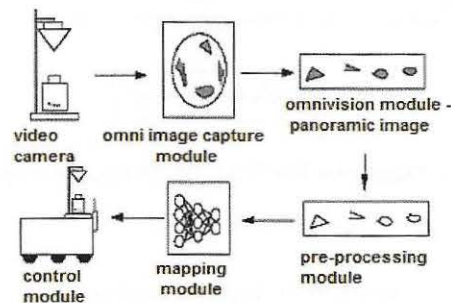 video
camera
omni image capture
module
omnivision module -
panoramic image
control
module
mapping
module
pre-processing
module